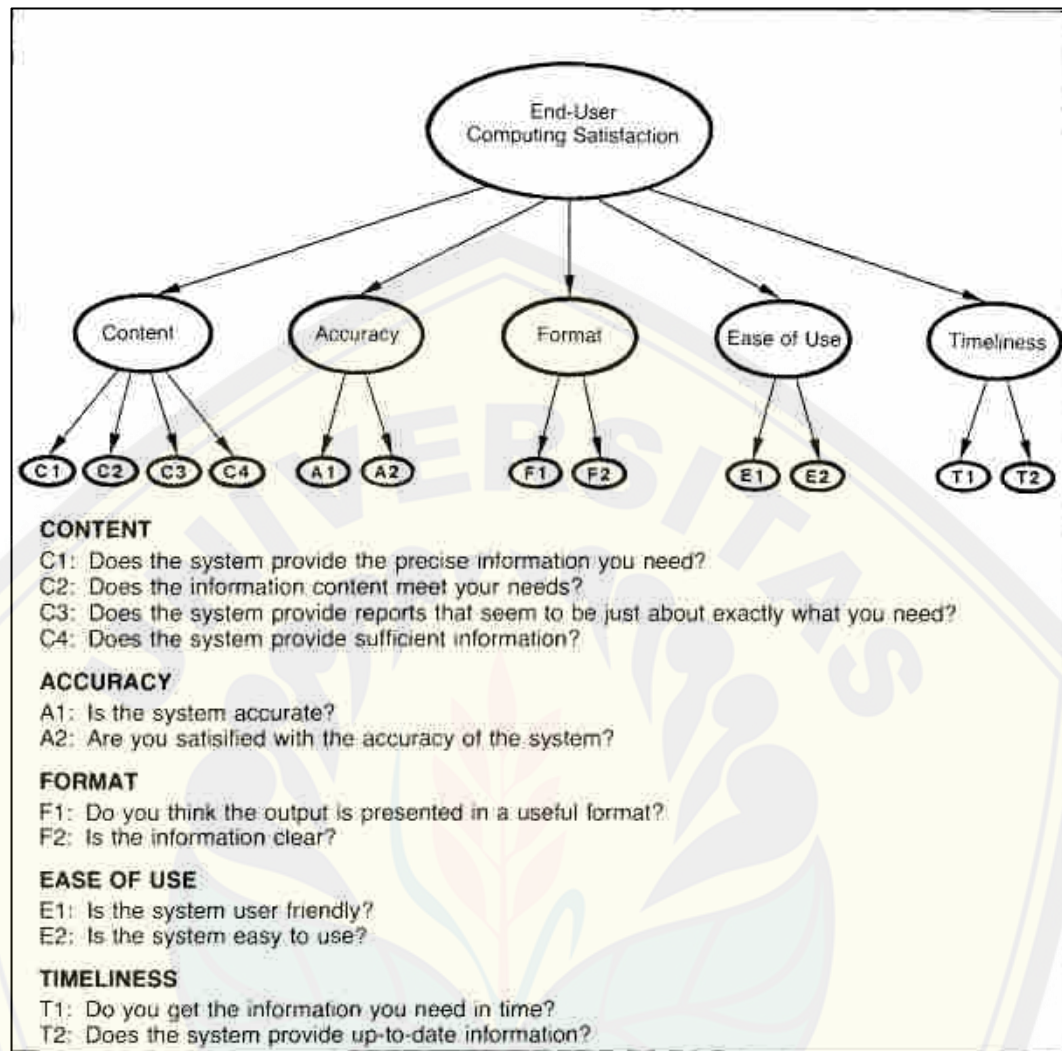 End-User
Computing Satisfaction
Content
Accuracy
Format
Ease of Use
Timeliness
C1 C2 C3 C4 A1 A2 F1 F2 E1 E2 T1 T2
CONTENT
C1: Does the system provide the precise information you need?
C2: Does the information content meet your needs?
C3: Does the system provide reports that seem to be just about exactly what you need?
C4: Does the system provide sufficient information?
ACCURACY
A1: Is the system accurate?
A2: Are you satisified with the accuracy of the system?
FORMAT
F1: Do you think the output is presented in a useful format?
F2: Is the information clear?
EASE OF USE
E1: Is the system user friendly?
E2: Is the system easy to use?
TIMELINESS
T1: Do you get the information you need in time?
T2: Does the system provide up-to-date information?
UNIVERSITAS